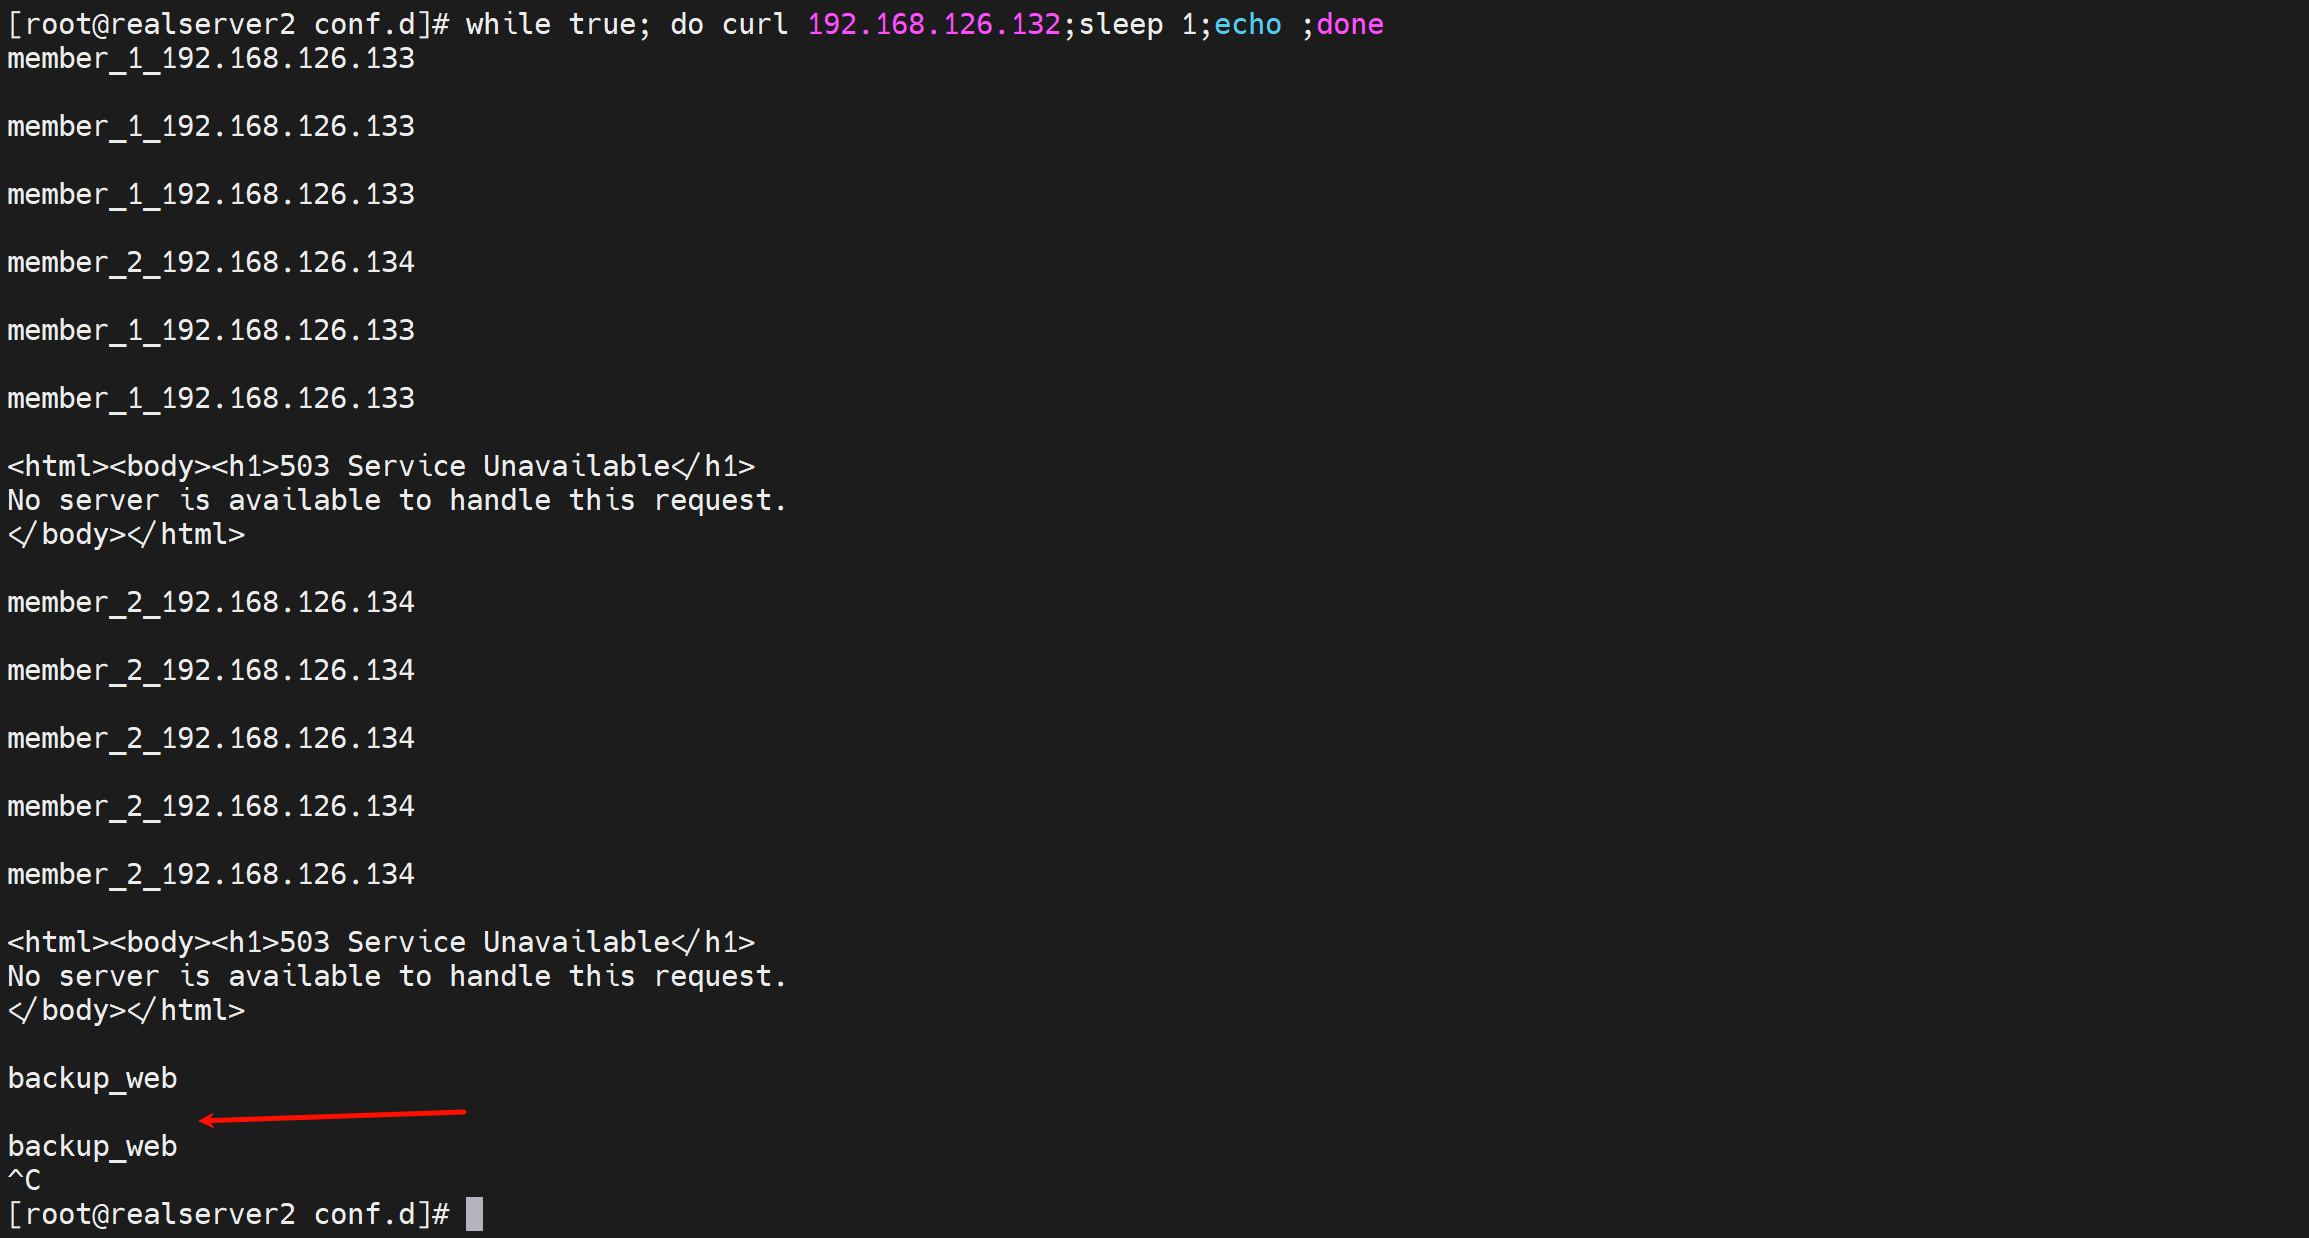 [root@realserver2 conf.d]# while true; do curl 192.168.126.132;sleep 1;echo ;done
member_1_192.168.126.133
member_1_192.168.126.133
member_1_192.168.126.133
member_2_192.168.126.134
member_1_192.168.126.133
member_1_192.168.126.133
<html><body><h1>503 Service Unavailable</h1>
No server is available to handle this request.
</body></html>
member_2_192.168.126.134
member_2_192.168.126.134
member_2_192.168.126.134
member_2_192.168.126.134
member_2_192.168.126.134
<html><body><h1>503 Service Unavailable</h1>
No server is available to handle this request.
</body></html>
backup_web
backup_web
^C
[root@realserver2 conf.d]#